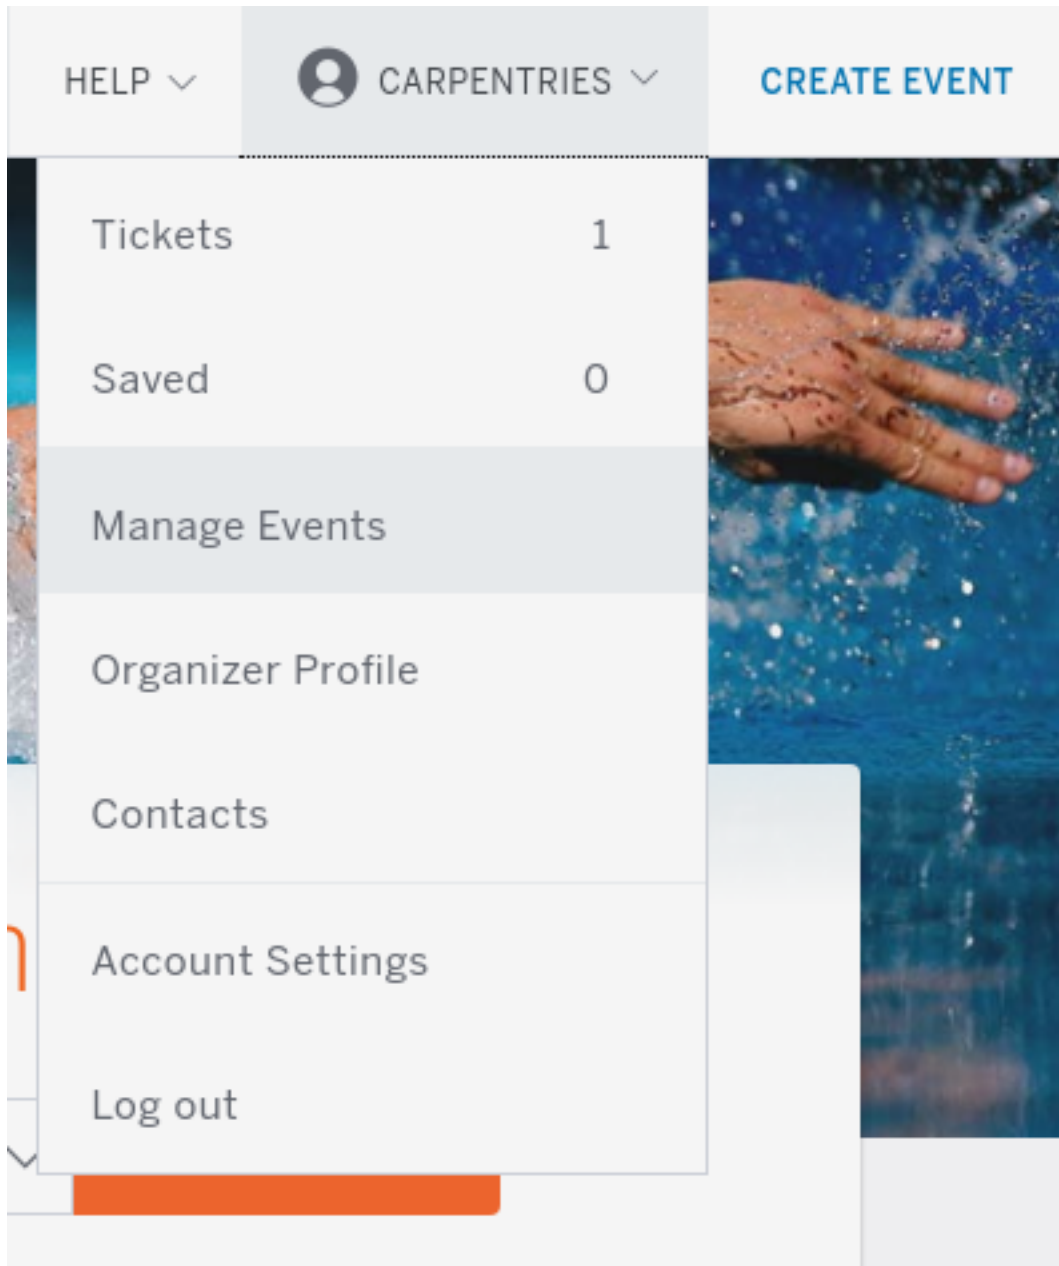 HELP
CARPENTRIES
CREATE EVENT
Tickets 1
Saved 0
Manage Events
Organizer Profile
Contacts
Account Settings
Log out